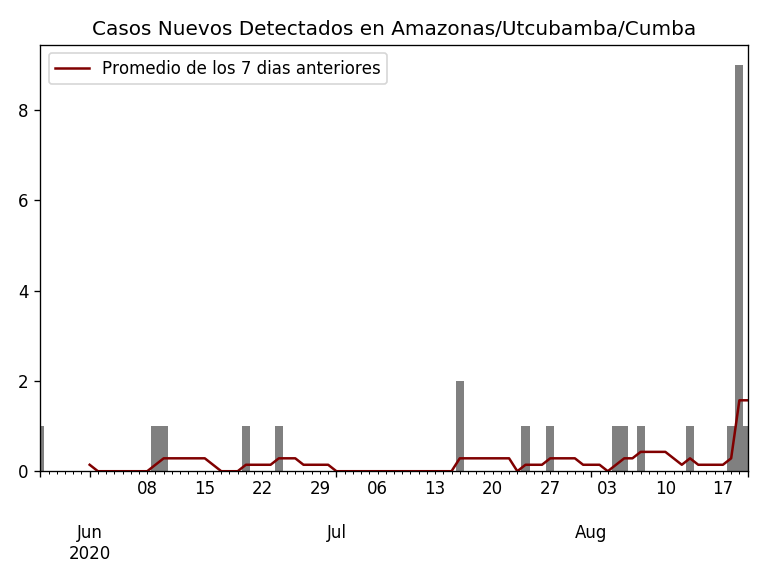 Casos Nuevos Detectados en Amazonas/Utcubamba/Cumba
Promedio de los 7 dias anteriores
8
6
4
2
0
08 15 22 29 06 13 20 27 03 10 17
Jun Jul Aug
2020